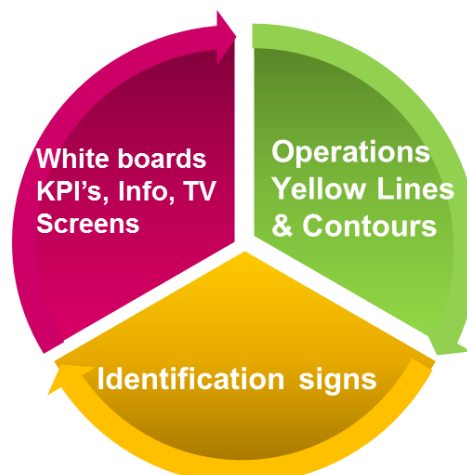 White boards
KPI's, Info, TV
Screens
Operations
Yellow Lines
& Contours
Identification signs